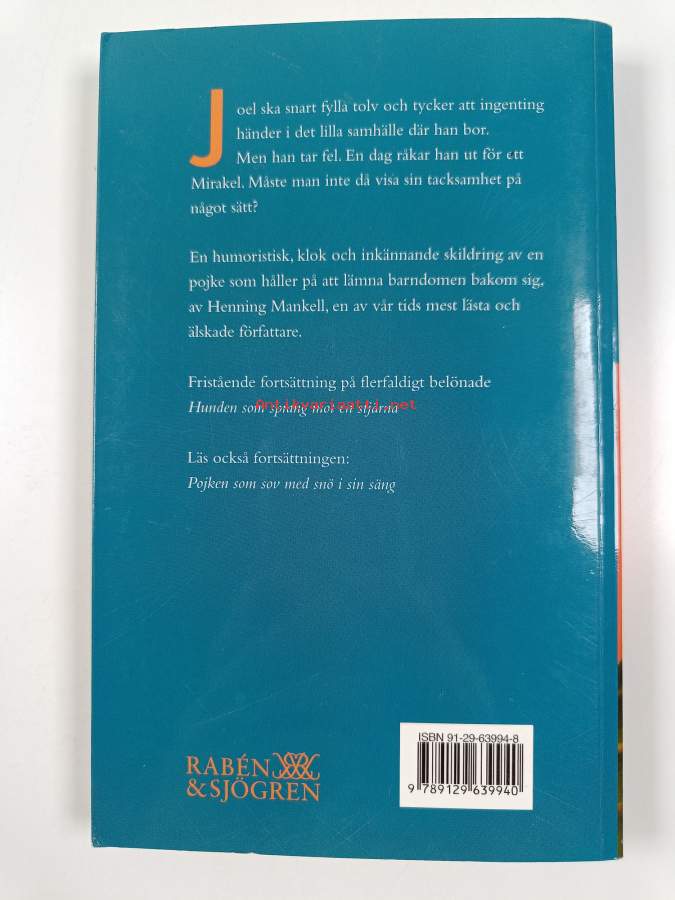 Joel ska snart fylla tolv och tycker att ingenting
händer i det lilla samhälle där han bor.
Men han tar fel. En dag råkar han ut för ett
Mirakel. Måste man inte då visa sin tacksamhet på
något sätt?
En humoristisk, klok och inkännande skildring av en
pojke som håller på att lämna barndomen bakom sig,
av Henning Mankell, en av vår tids mest lästa och
älskade författare.
Fristående fortsättning på flerfaldigt belönade
Hunden som sprang mot en stjärna
Antikvariaatti.net
Läs också fortsättningen:
Pojken som sov med snö i sin säng
ISBN 91-29-63994-8
9 789129 639940
RABÉN
& SJÖGREN